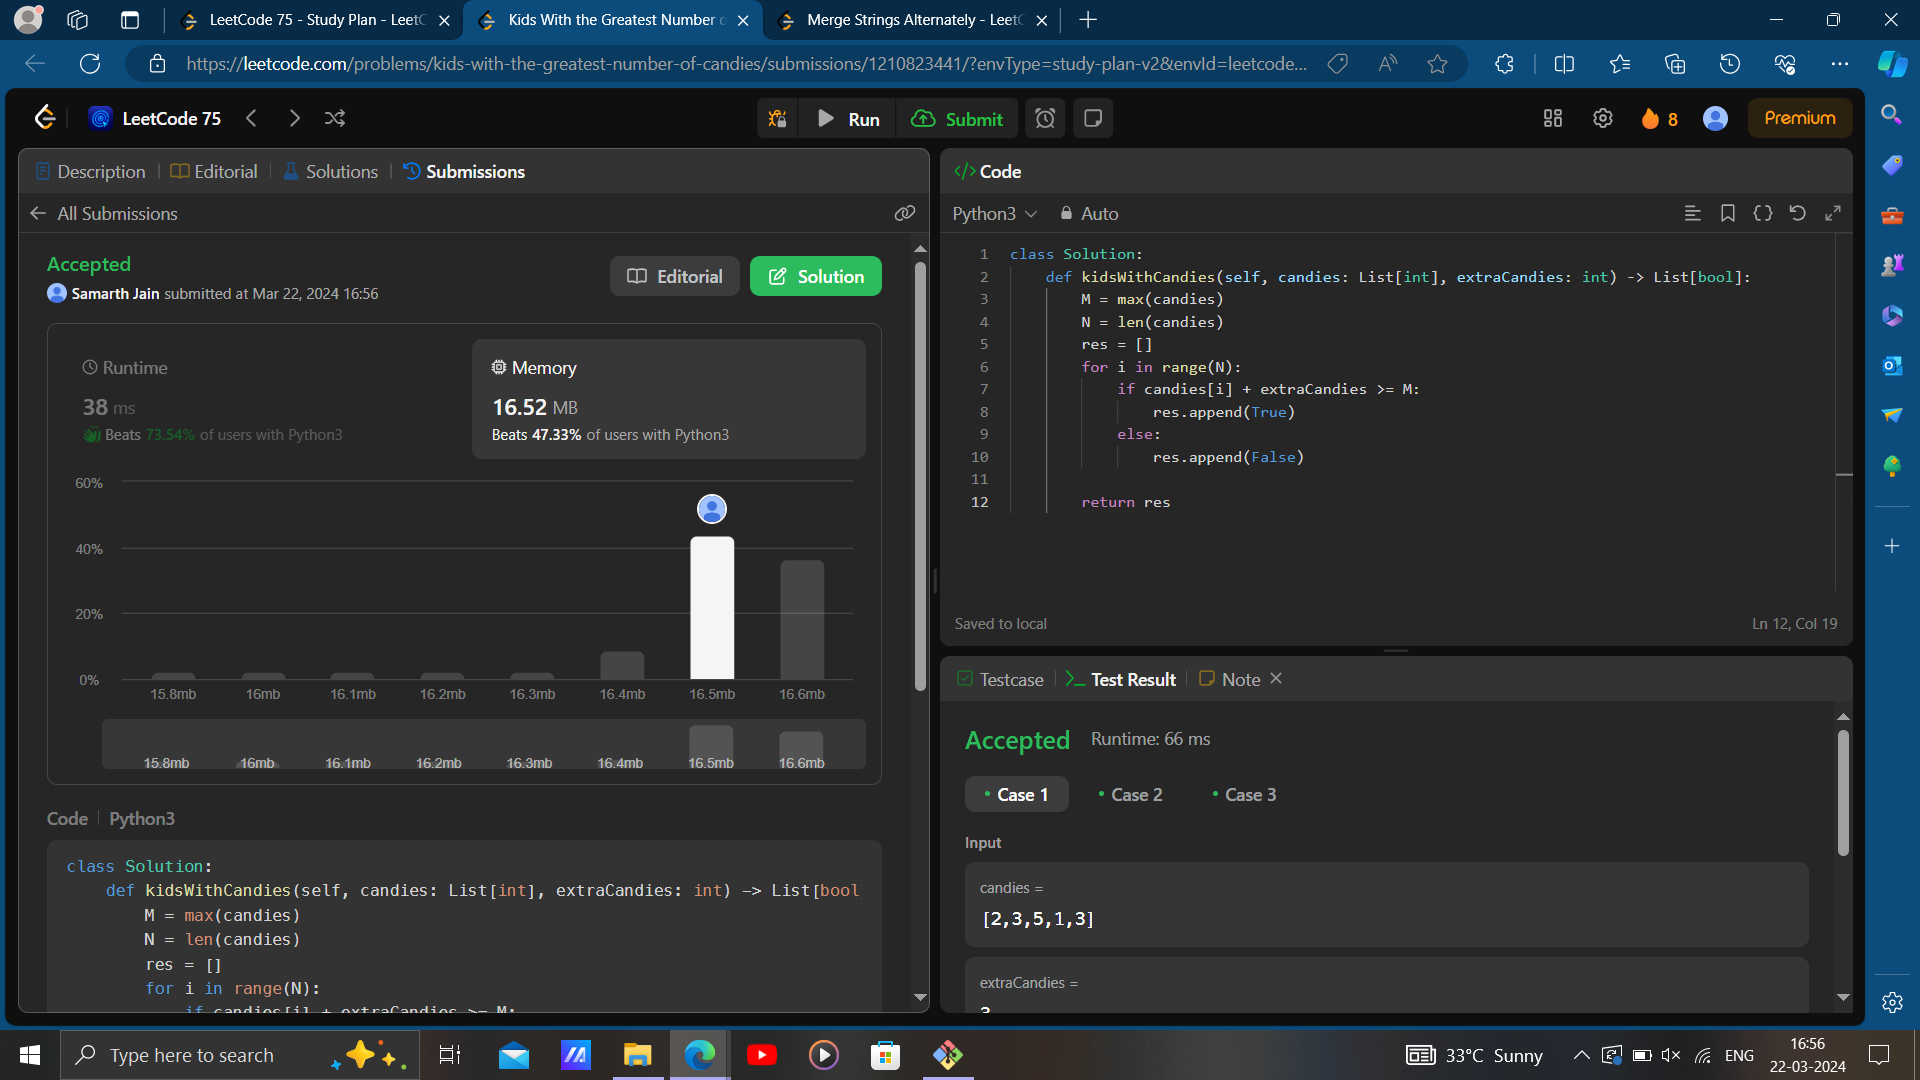 LeetCode 75 - Study Plan - LeetC
Kids With the Greatest Number o
Merge Strings Alternately - LeetC
https://leetcode.com/problems/kids-with-the-greatest-number-of-candies/submissions/1210823441/?envType=study-plan-v2&envId=leetcode...
LeetCode 75
Run
Submit
8
Premium
Description
Editorial
Solutions
Submissions
All Submissions
Accepted
Samarth Jain submitted at Mar 22, 2024 16:56
Editorial
Solution
Runtime
38 ms
Beats 73.54% of users with Python3
Memory
16.52 MB
Beats 47.33% of users with Python3
60%
40%
20%
0%
15.8mb 16mb 16.1mb 16.2mb 16.3mb 16.4mb 16.5mb 16.6mb
15.8mb 16mb 16.1mb 16.2mb 16.3mb 16.4mb 16.5mb 16.6mb
Code | Python3
class Solution:
def kidsWithCandies(self, candies: List[int], extraCandies: int) -> List[bool
M = max(candies)
N = len(candies)
res = []
for i in range(N):
if candies[i] + extraCandies >= M:
</> Code
Python3
Auto
1 class Solution:
2 def kidsWithCandies(self, candies: List[int], extraCandies: int) -> List[bool]:
3 M = max(candies)
4 N = len(candies)
5 res = []
6 for i in range(N):
7 if candies[i] + extraCandies >= M:
8 res.append(True)
9 else:
10 res.append(False)
11
12 return res
Saved to local
Ln 12, Col 19
Testcase
Test Result
Note
Accepted
Runtime: 66 ms
Case 1
Case 2
Case 3
Input
candies =
[2,3,5,1,3]
extraCandies =
3
Type here to search
33°C Sunny
ENG
16:56
22-03-2024